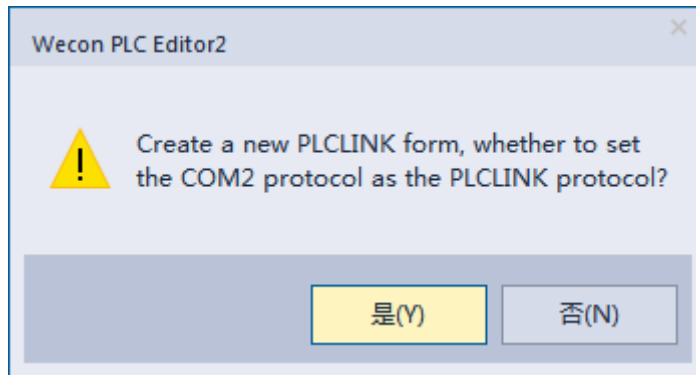 Wecon PLC Editor2
Create a new PLCLINK form, whether to set
the COM2 protocol as the PLCLINK protocol?
是(Y)
否(N)